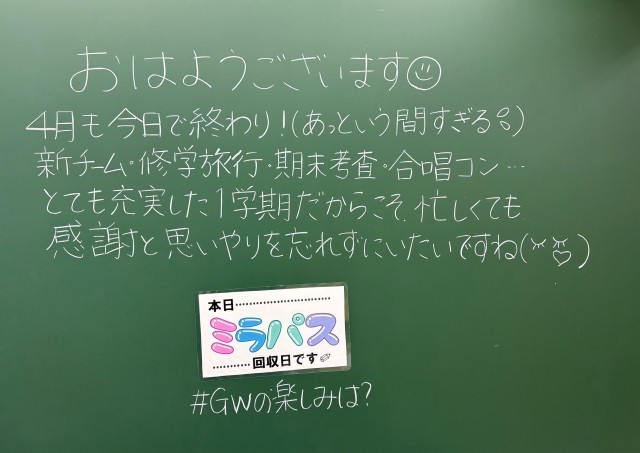 おはようございます☺
4月も今日で終わり!(あっという間すぎる。)
新チーム・修学旅行・期末考査・合唱コン…
とても充実した1学期だからこそ、忙しくても
感謝と思いやりを忘れずにいたいですね( )
本日…………………………
ミラパス
…………回収日です
#GWの楽しみは?